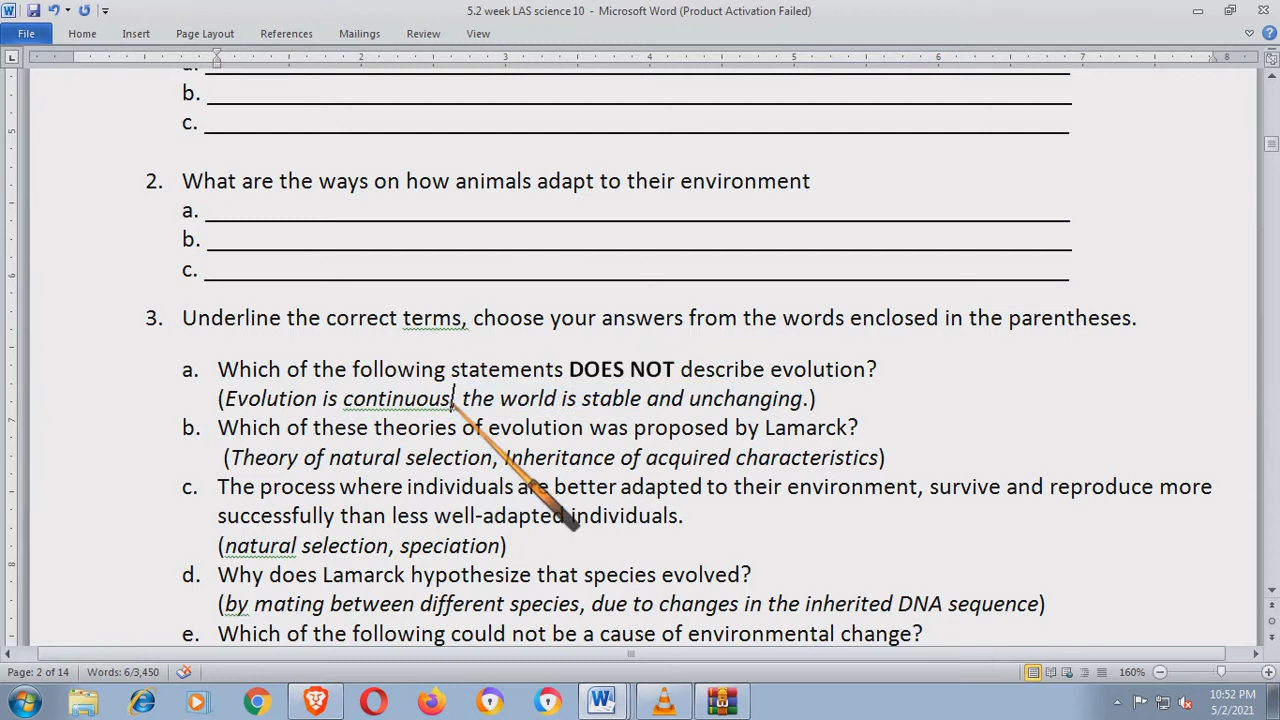 5.2 week LAS science 10 - Microsoft Word (Product Activation Failed)
File Home Insert Page Layout References Mailings Review View
2 3 4 5 6 7 8
a.
b.
c.
2. What are the ways on how animals adapt to their environment
a.
b.
c.
3. Underline the correct terms, choose your answers from the words enclosed in the parentheses.
a. Which of the following statements DOES NOT describe evolution?
(Evolution is continuous, the world is stable and unchanging.)
b. Which of these theories of evolution was proposed by Lamarck?
(Theory of natural selection, Inheritance of acquired characteristics)
c. The process where individuals are better adapted to their environment, survive and reproduce more
successfully than less well-adapted individuals.
(natural selection, speciation)
d. Why does Lamarck hypothesize that species evolved?
(by mating between different species, due to changes in the inherited DNA sequence)
e. Which of the following could not be a cause of environmental change?
Page: 2 of 14 Words: 6/3,450 160%
10:52 PM
5/2/2021